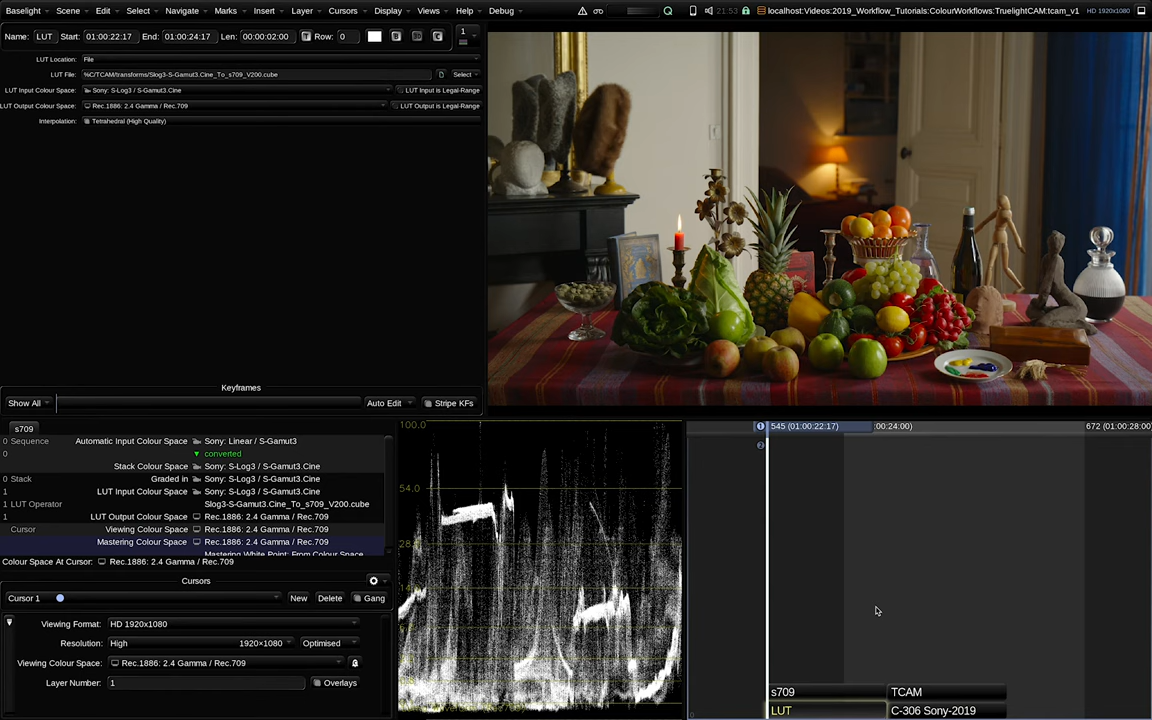 Baselight Scene Edit Select Navigate Marks Insert Layer Cursors Display Views Help Debug 21:53 localhost:Videos:2019_Workflow_Tutorials:ColourWorkflows:TruelightCAM:tcam_v1 HD 1920x1080
Name: LUT Start: 01:00:22:17 End: 01:00:24:17 Len: 00:00:02:00 Row: 0 1
LUT Location: File
LUT File: %C/TCAM/transforms/Slog3-S-Gamut3.Cine_To_s709_V200.cube Select
LUT Input Colour Space: Sony: S-Log3 / S-Gamut3.Cine LUT Input is Legal-Range
LUT Output Colour Space: Rec.1886: 2.4 Gamma / Rec.709 LUT Output is Legal-Range
Interpolation: Tetrahedral (High Quality)
Keyframes
Show All Auto Edit Stripe KFs
s709
0 Sequence Automatic Input Colour Space Sony: Linear / S-Gamut3
0 converted
Stack Colour Space Sony: S-Log3 / S-Gamut3.Cine
0 Stack Graded in Sony: S-Log3 / S-Gamut3.Cine
1 LUT Input Colour Space Sony: S-Log3 / S-Gamut3.Cine
1 LUT Operator Slog3-S-Gamut3.Cine_To_s709_V200.cube
1 LUT Output Colour Space Rec.1886: 2.4 Gamma / Rec.709
Cursor Viewing Colour Space Rec.1886: 2.4 Gamma / Rec.709
Mastering Colour Space Rec.1886: 2.4 Gamma / Rec.709
Mastering White Point: From Colour Space
Colour Space At Cursor: Rec.1886: 2.4 Gamma / Rec.709
Cursors
Cursor 1 New Delete Gang
Viewing Format: HD 1920x1080
Resolution: High 1920×1080 Optimised
Viewing Colour Space: Rec.1886: 2.4 Gamma / Rec.709
Layer Number: 1 Overlays
100.0
54.0
1 545 (01:00:22:17) :00:24:00) 672 (01:00:28:00)
2
s709 TCAM
LUT C-306 Sony-2019
0